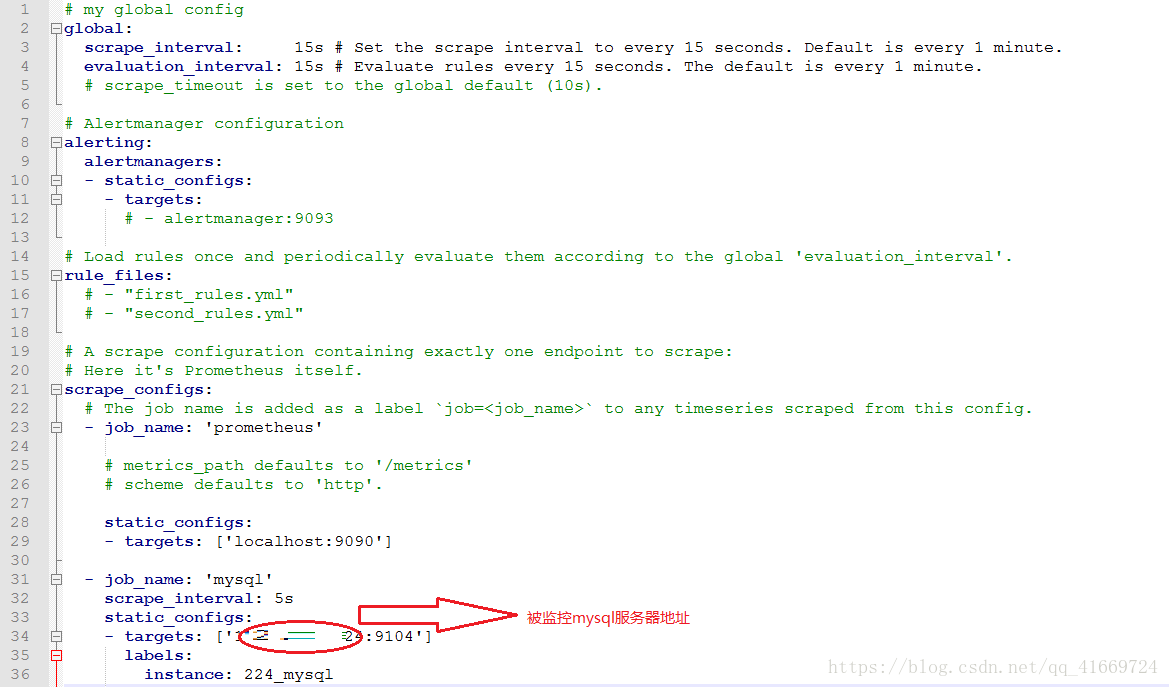 1 # my global config
2 global:
3   scrape_interval:     15s # Set the scrape interval to every 15 seconds. Default is every 1 minute.
4   evaluation_interval: 15s # Evaluate rules every 15 seconds. The default is every 1 minute.
5   # scrape_timeout is set to the global default (10s).
6
7 # Alertmanager configuration
8 alerting:
9   alertmanagers:
10   - static_configs:
11     - targets:
12       # - alertmanager:9093
13
14 # Load rules once and periodically evaluate them according to the global 'evaluation_interval'.
15 rule_files:
16   # - "first_rules.yml"
17   # - "second_rules.yml"
18
19 # A scrape configuration containing exactly one endpoint to scrape:
20 # Here it's Prometheus itself.
21 scrape_configs:
22   # The job name is added as a label `job=<job_name>` to any timeseries scraped from this config.
23   - job_name: 'prometheus'
24
25     # metrics_path defaults to '/metrics'
26     # scheme defaults to 'http'.
27
28     static_configs:
29     - targets: ['localhost:9090']
30
31   - job_name: 'mysql'
32     scrape_interval: 5s
33     static_configs:
被监控mysql服务器地址
34     - targets: [' 24:9104']
35       labels:
36         instance: 224_mysql
https://blog.csdn.net/qq_41669724